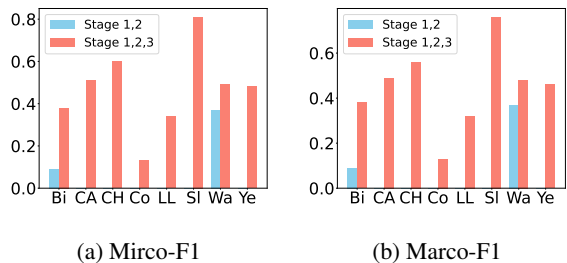 Stage 1,2
Stage 1,2,3
0.8
0.6
0.4
0.2
0.0
Bi CA CH Co LL Sl Wa Ye
(a) Mirco-F1
Stage 1,2
Stage 1,2,3
0.6
0.4
0.2
0.0
Bi CA CH Co LL Sl Wa Ye
(b) Marco-F1